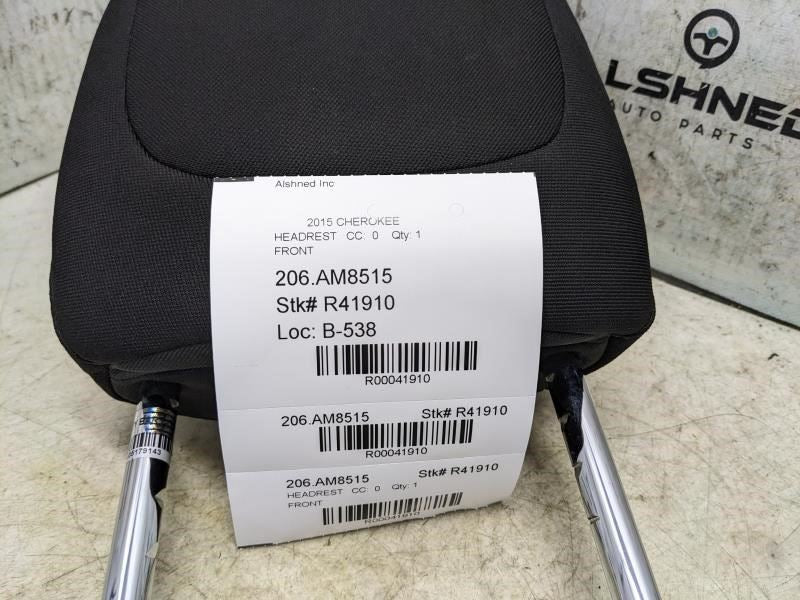 LSHNED
AUTO PARTS
Alshned Inc
2015 CHEROKEE
HEADREST CC: 0 Qty: 1
FRONT
206.AM8515
Stk# R41910
Loc: B-538
R00041910
206.AM8515 Stk# R41910
R00041910
206.AM8515 Stk# R41910
HEADREST CC: 0 Qty: 1
FRONT
R00041910